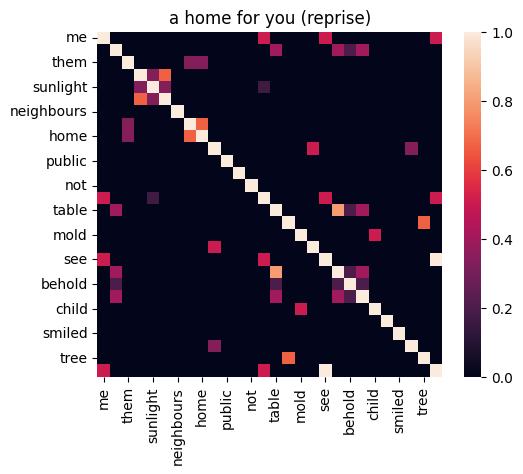 a home for you (reprise)
me
them
sunlight
neighbours
home
public
not
table
mold
see
behold
child
smiled
tree
me
them
sunlight
neighbours
home
public
not
table
mold
see
behold
child
smiled
tree
1.0
0.8
0.6
0.4
0.2
0.0